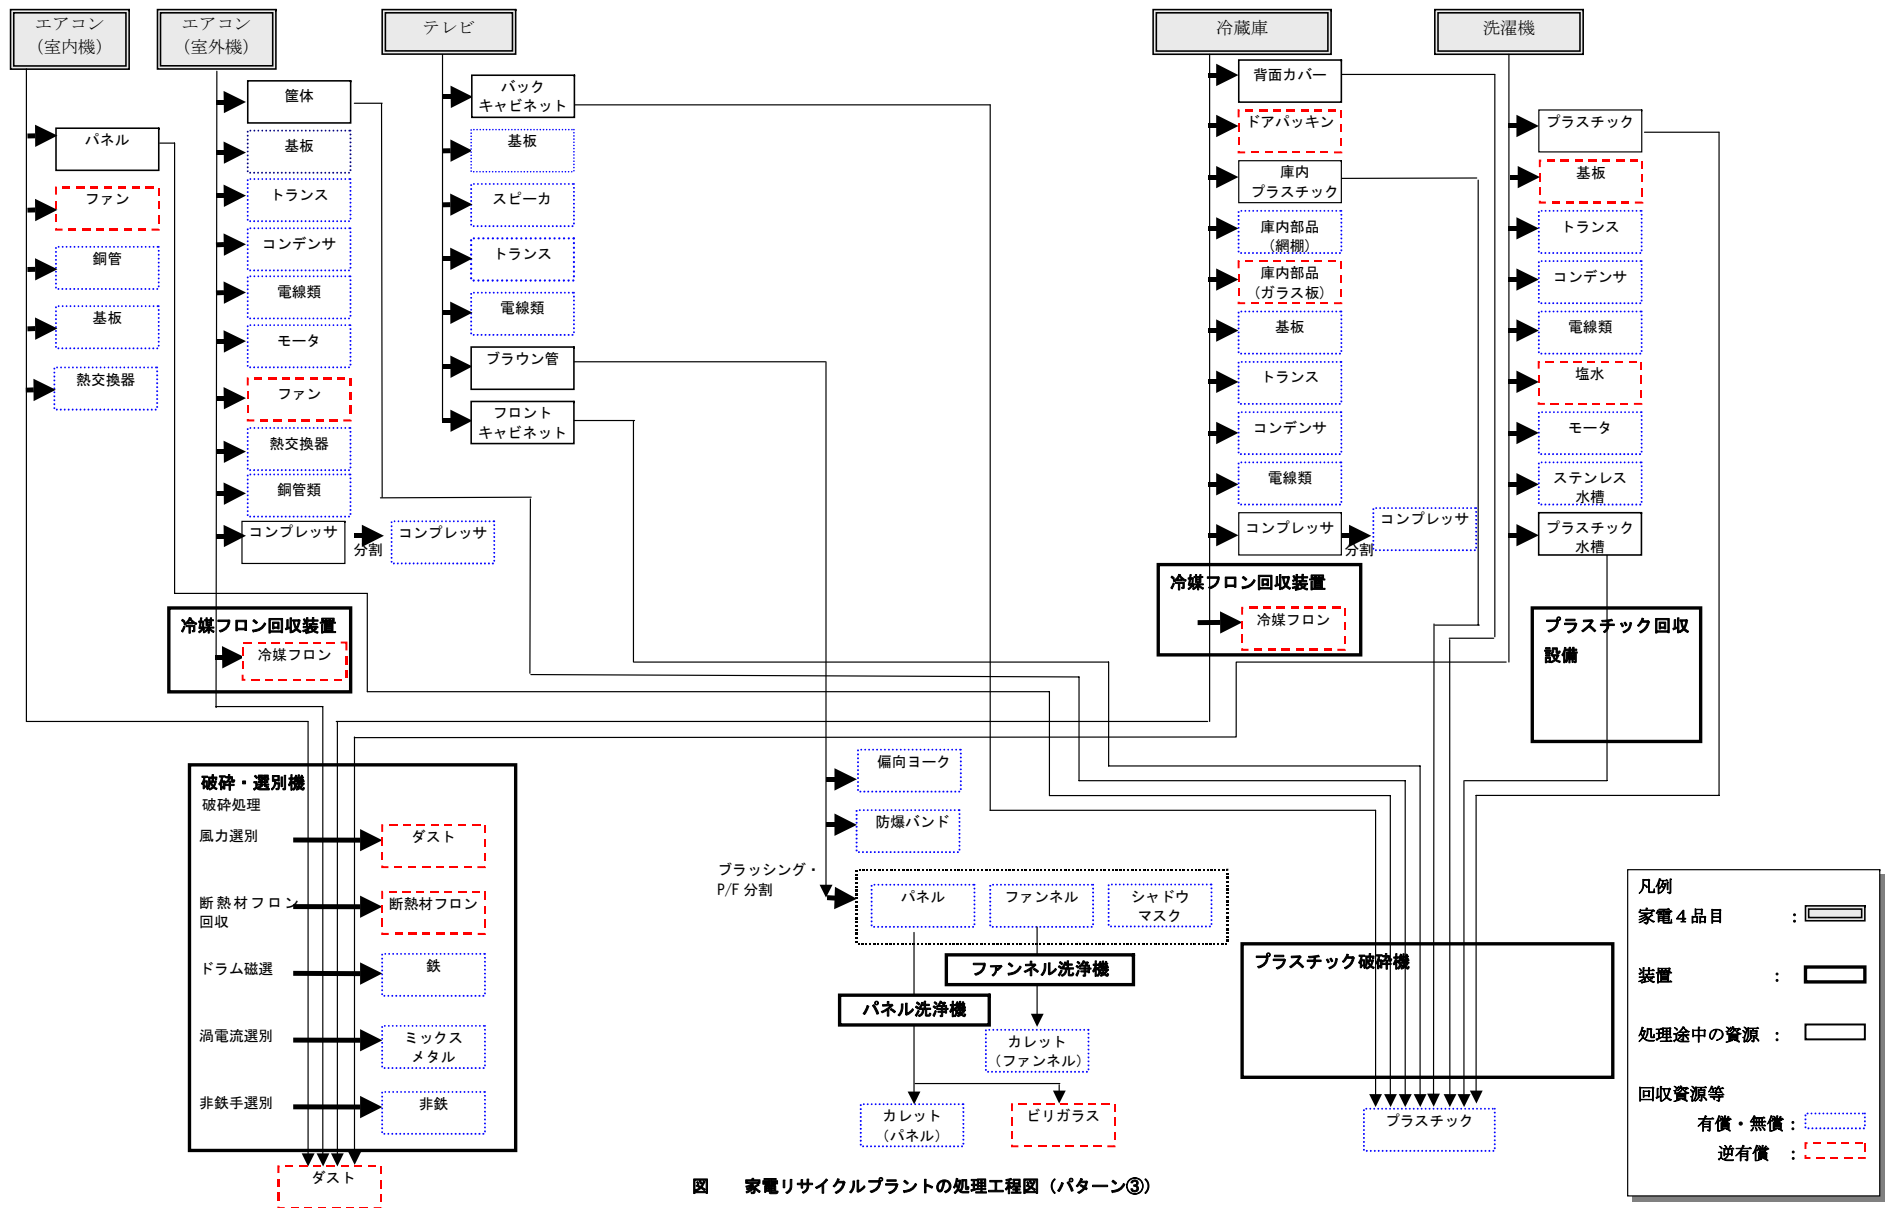 エアコン
（室内機）
パネル
ファン
銅管
基板
熱交換器
エアコン
（室外機）
筐体
基板
トランス
コンデンサ
電線類
モータ
ファン
熱交換器
銅管類
コンプレッサ
分割
コンプレッサ
冷媒フロン回収装置
冷媒フロン
テレビ
バック
キャビネット
基板
スピーカ
トランス
電線類
ブラウン管
フロント
キャビネット
冷蔵庫
背面カバー
ドアパッキン
庫内
プラスチック
庫内部品
（網棚）
庫内部品
（ガラス板）
基板
トランス
コンデンサ
電線類
コンプレッサ
分割
コンプレッサ
冷媒フロン回収装置
冷媒フロン
洗濯機
プラスチック
基板
トランス
コンデンサ
電線類
塩水
モータ
ステンレス
水槽
プラスチック
水槽
プラスチック回収
設備
破砕・選別機
破砕処理
風力選別
ダスト
断熱材フロン
回収
断熱材フロン
ドラム磁選
鉄
渦電流選別
ミックス
メタル
非鉄手選別
非鉄
ダスト
偏向ヨーク
防爆バンド
ブラッシング・
P/F 分割
パネル
ファンネル
シャドウ
マスク
ファンネル洗浄機
パネル洗浄機
カレット
（ファンネル）
カレット
（パネル）
ビリガラス
プラスチック破砕機
プラスチック
凡例
家電４品目 ：
装置 ：
処理途中の資源 ：
回収資源等
有償・無償：
逆有償 ：
図 家電リサイクルプラントの処理工程図（パターン③）